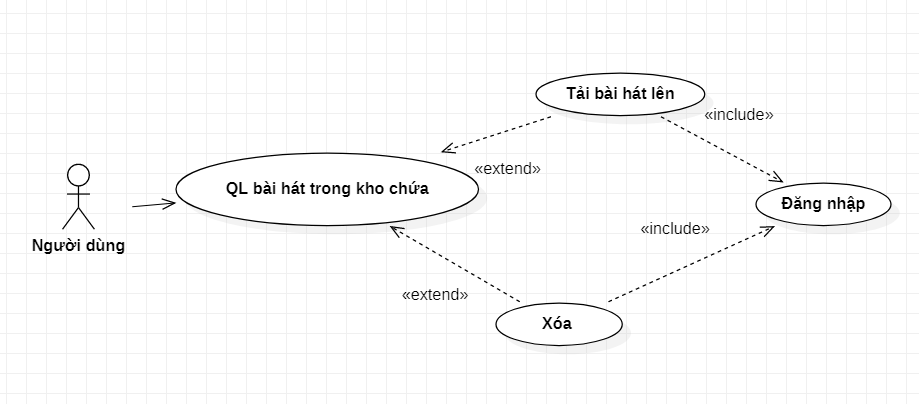 Tải bài hát lên
«include»
«extend»
QL bài hát trong kho chứa
Đăng nhập
Người dùng
«include»
«extend»
Xóa